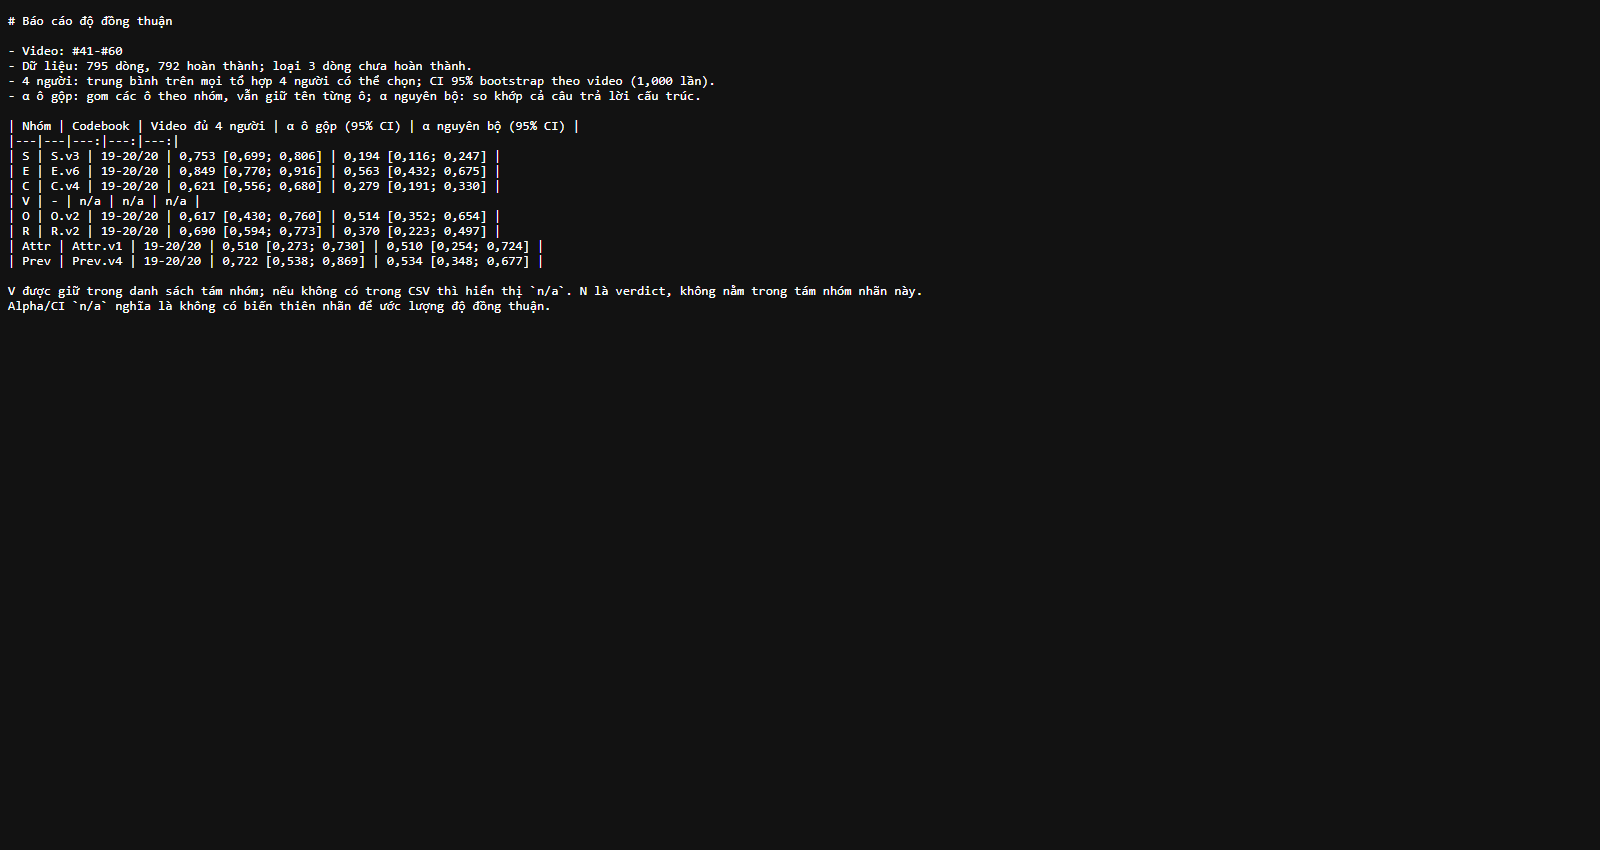 # Báo cáo độ đồng thuận
- Video: #41-#60
- Dữ liệu: 795 dòng, 792 hoàn thành; loại 3 dòng chưa hoàn thành.
- 4 người: trung bình trên mọi tổ hợp 4 người có thể chọn; CI 95% bootstrap theo video (1,000 lần).
- α ô gộp: gom các ô theo nhóm, vẫn giữ tên từng ô; α nguyên bộ: so khớp cả câu trả lời cấu trúc.
| Nhóm | Codebook | Video đủ 4 người | α ô gộp (95% CI) | α nguyên bộ (95% CI) |
|---|---|---:|---:|---:|
| S | S.v3 | 19-20/20 | 0,753 [0,699; 0,806] | 0,194 [0,116; 0,247] |
| E | E.v6 | 19-20/20 | 0,849 [0,770; 0,916] | 0,563 [0,432; 0,675] |
| C | C.v4 | 19-20/20 | 0,621 [0,556; 0,680] | 0,279 [0,191; 0,330] |
| V | - | n/a | n/a | n/a |
| O | O.v2 | 19-20/20 | 0,617 [0,430; 0,760] | 0,514 [0,352; 0,654] |
| R | R.v2 | 19-20/20 | 0,690 [0,594; 0,773] | 0,370 [0,223; 0,497] |
| Attr | Attr.v1 | 19-20/20 | 0,510 [0,273; 0,730] | 0,510 [0,254; 0,724] |
| Prev | Prev.v4 | 19-20/20 | 0,722 [0,538; 0,869] | 0,534 [0,348; 0,677] |
V được giữ trong danh sách tám nhóm; nếu không có trong CSV thì hiển thị `n/a`. N là verdict, không nằm trong tám nhóm nhãn này.
Alpha/CI `n/a` nghĩa là không có biến thiên nhãn để ước lượng độ đồng thuận.